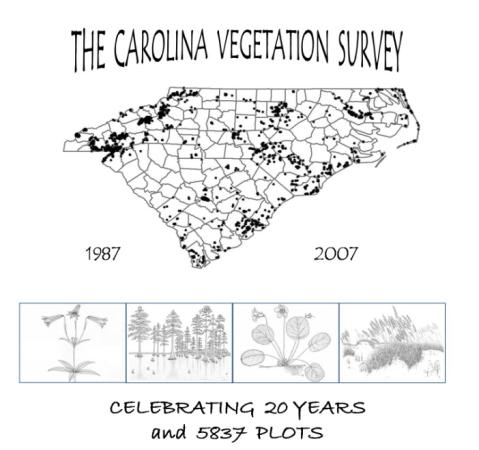 THE CAROLINA VEGETATION SURVEY
1987 2007
CELEBRATING 20 YEARS
and 5837 PLOTS